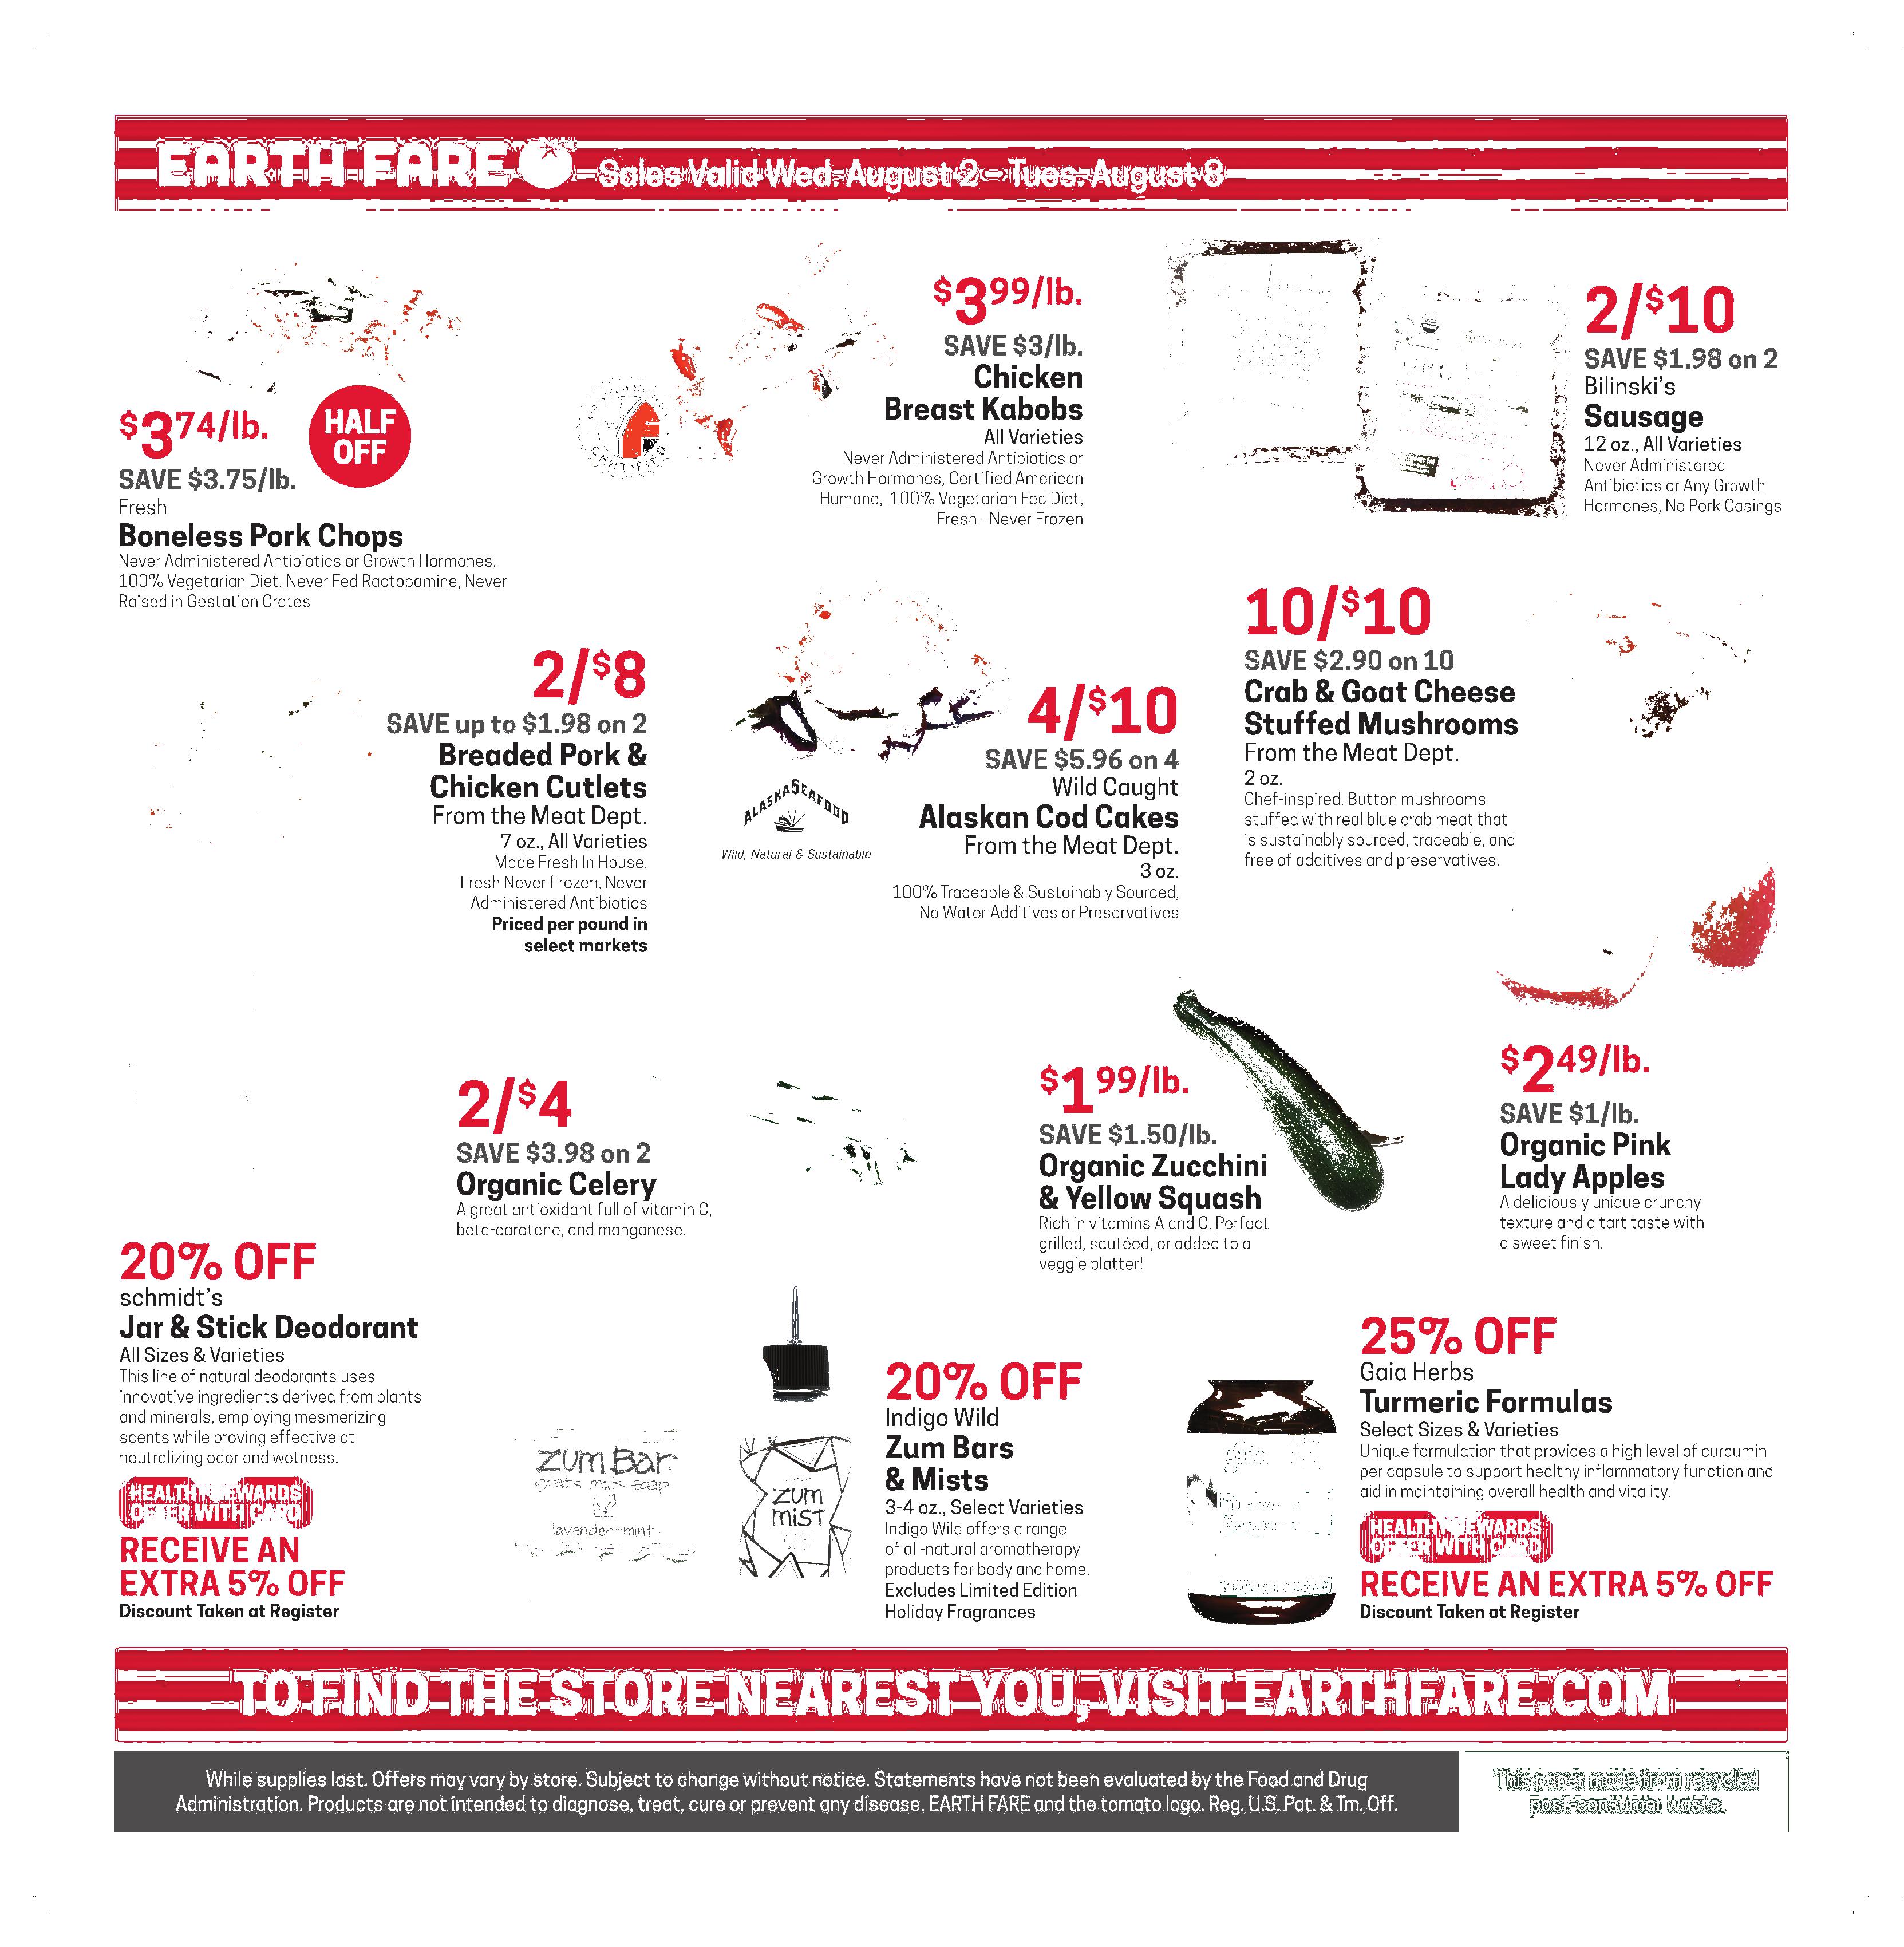 EARTH FARE
Sales Valid Wed. August 2 - Tues. August 8
$3 74/lb.
HALF
OFF
SAVE $3.75/lb.
Fresh
Boneless Pork Chops
Never Administered Antibiotics or Growth Hormones,
100% Vegetarian Diet, Never Fed Ractopamine, Never
Raised in Gestation Crates
$3 99/lb.
SAVE $3/lb.
Chicken
Breast Kabobs
All Varieties
Never Administered Antibiotics or
Growth Hormones, Certified American
Humane, 100% Vegetarian Fed Diet,
Fresh - Never Frozen
CERTIFIED
2/$10
SAVE $1.98 on 2
Bilinski's
Sausage
12 oz., All Varieties
Never Administered
Antibiotics or Any Growth
Hormones, No Pork Casings
2/$8
SAVE up to $1.98 on 2
Breaded Pork &
Chicken Cutlets
From the Meat Dept.
7 oz., All Varieties
Made Fresh In House,
Fresh Never Frozen, Never
Administered Antibiotics
Priced per pound in
select markets
ALASKA SEAFOOD
Wild, Natural & Sustainable
4/$10
SAVE $5.96 on 4
Wild Caught
Alaskan Cod Cakes
From the Meat Dept.
3 oz.
100% Traceable & Sustainably Sourced,
No Water Additives or Preservatives
10/$10
SAVE $2.90 on 10
Crab & Goat Cheese
Stuffed Mushrooms
From the Meat Dept.
2 oz.
Chef-inspired. Button mushrooms
stuffed with real blue crab meat that
is sustainably sourced, traceable, and
free of additives and preservatives.
2/$4
SAVE $3.98 on 2
Organic Celery
A great antioxidant full of vitamin C,
beta-carotene, and manganese.
$1 99/lb.
SAVE $1.50/lb.
Organic Zucchini
& Yellow Squash
Rich in vitamins A and C. Perfect
grilled, sautéed, or added to a
veggie platter!
$2 49/lb.
SAVE $1/lb.
Organic Pink
Lady Apples
A deliciously unique crunchy
texture and a tart taste with
a sweet finish.
20% OFF
schmidt's
Jar & Stick Deodorant
All Sizes & Varieties
This line of natural deodorants uses
innovative ingredients derived from plants
and minerals, employing mesmerizing
scents while proving effective at
neutralizing odor and wetness.
HEALTHY REWARDS
OFFER WITH CARD
RECEIVE AN
EXTRA 5% OFF
Discount Taken at Register
zum Bar
goat's milk soap
lavender-mint
zum
mist
20% OFF
Indigo Wild
Zum Bars
& Mists
3-4 oz., Select Varieties
Indigo Wild offers a range
of all-natural aromatherapy
products for body and home.
Excludes Limited Edition
Holiday Fragrances
gaia
25% OFF
Gaia Herbs
Turmeric Formulas
Select Sizes & Varieties
Unique formulation that provides a high level of curcumin
per capsule to support healthy inflammatory function and
aid in maintaining overall health and vitality.
HEALTHY REWARDS
OFFER WITH CARD
RECEIVE AN EXTRA 5% OFF
Discount Taken at Register
TO FIND THE STORE NEAREST YOU, VISIT EARTHFARE.COM
While supplies last. Offers may vary by store. Subject to change without notice. Statements have not been evaluated by the Food and Drug
Administration. Products are not intended to diagnose, treat, cure or prevent any disease. EARTH FARE and the tomato logo. Reg. U.S. Pat. & Tm. Off.
This paper made from recycled
post-consumer waste.